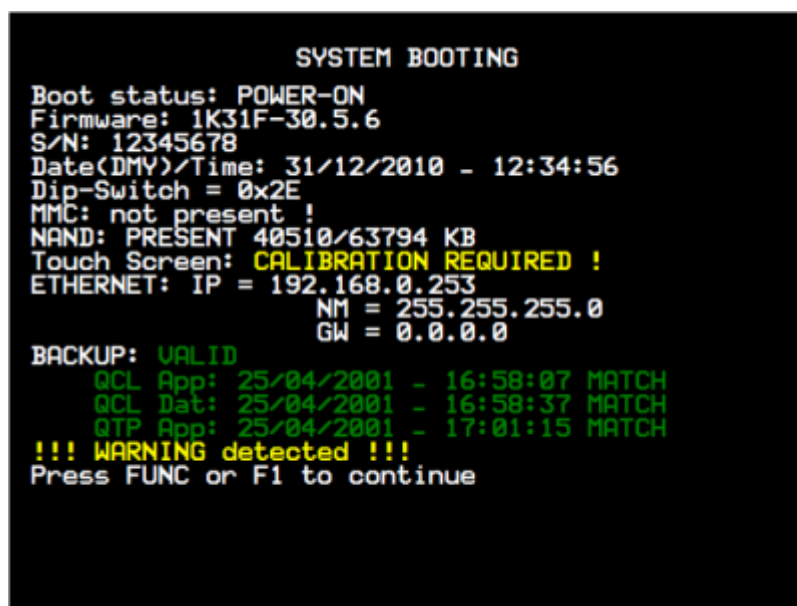 SYSTEM BOOTING
Boot status: POWER-ON
Firmware: 1K31F-30.5.6
S/N: 12345678
Date(DMY)/Time: 31/12/2010 - 12:34:56
Dip-Switch = 0x2E
MMC: not present !
NAND: PRESENT 40510/63794 KB
Touch Screen: CALIBRATION REQUIRED !
ETHERNET: IP = 192.168.0.253
NM = 255.255.255.0
GW = 0.0.0.0
BACKUP: VALID
QCL App: 25/04/2001 - 16:58:07 MATCH
QCL Dat: 25/04/2001 - 16:58:37 MATCH
QTP App: 25/04/2001 - 17:01:15 MATCH
!!! WARNING detected !!!
Press FUNC or F1 to continue